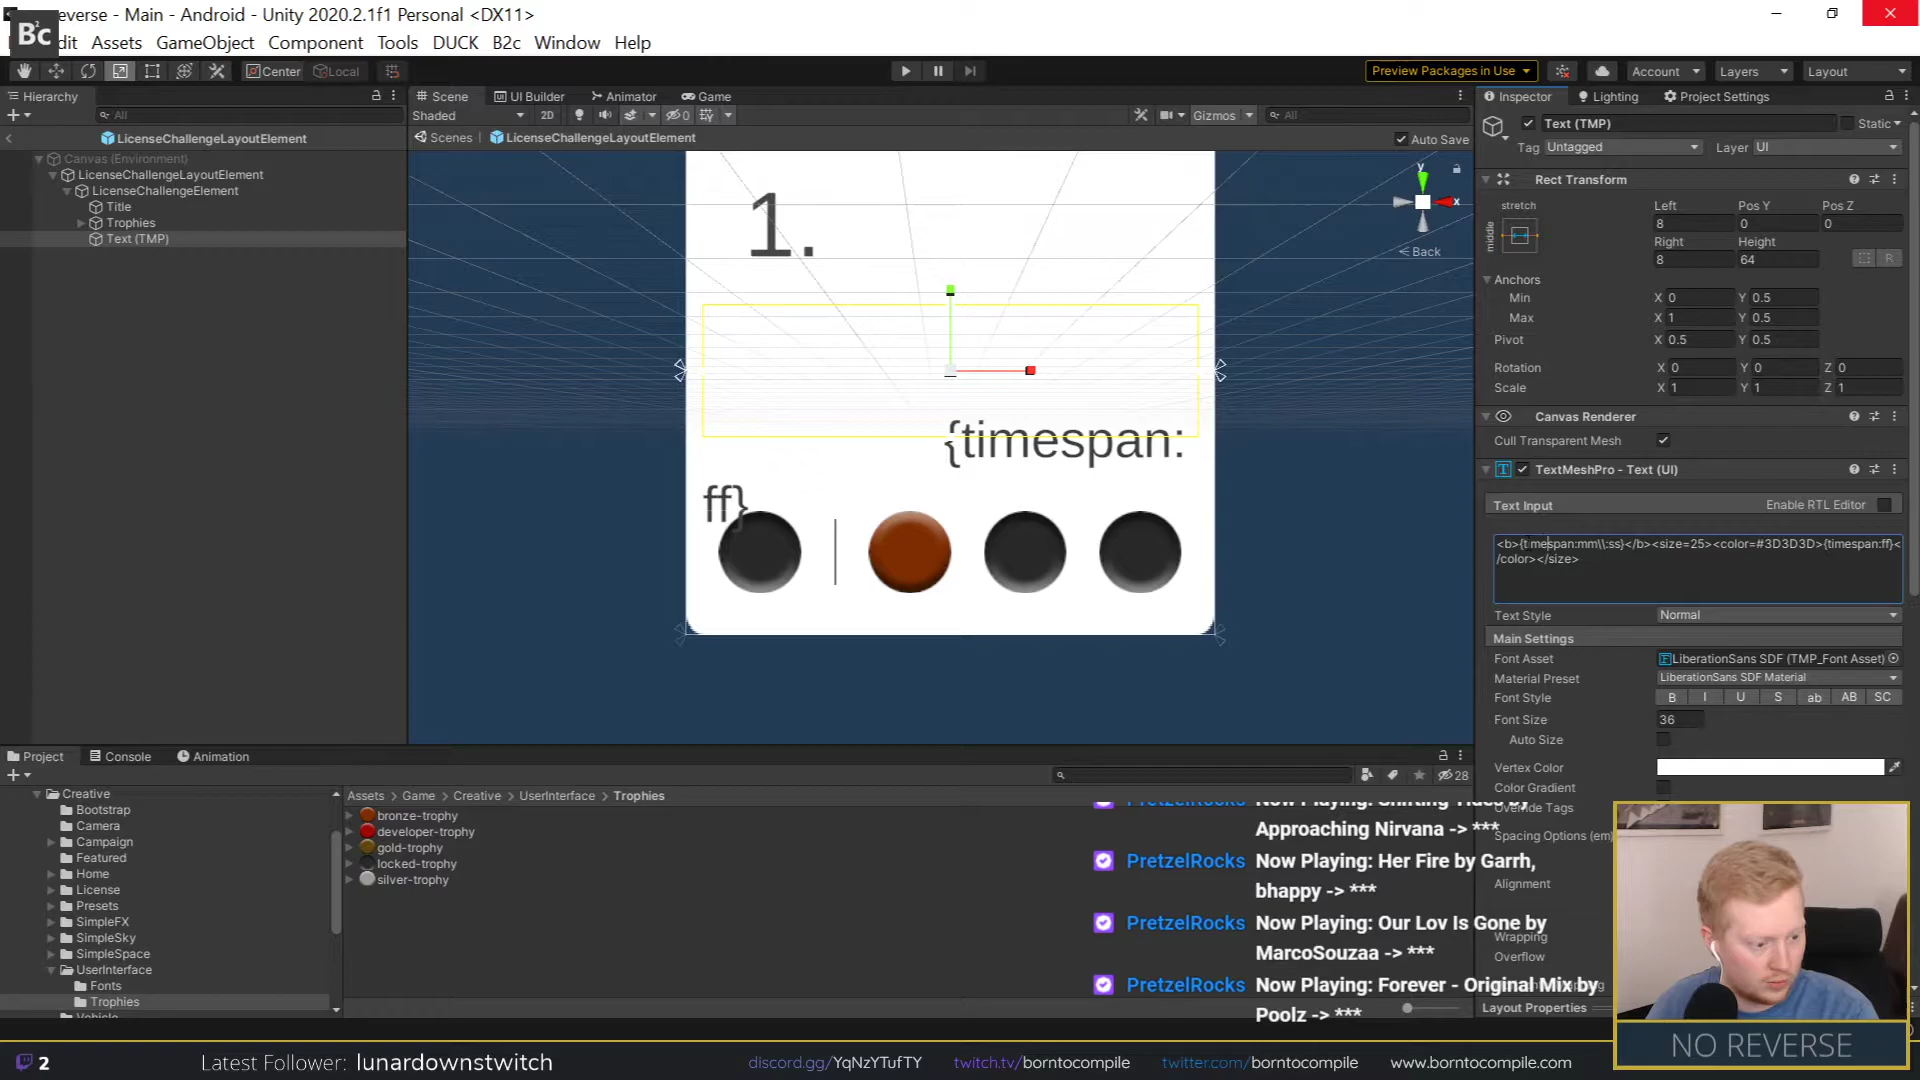 everse - Main - Android - Unity 2020.2.1f1 Personal <DX11>
B²c
dit Assets GameObject Component Tools DUCK B2c Window Help
Center Local Preview Packages in Use Account Layers Layout
Hierarchy
All
LicenseChallengeLayoutElement
Canvas (Environment)
LicenseChallengeLayoutElement
LicenseChallengeElement
Title
Trophies
Text (TMP)
Scene UI Builder Animator Game
Shaded 2D 0 Gizmos All
Scenes LicenseChallengeLayoutElement Auto Save
y
x
Back
1.
{timespan:
ff}
Inspector Lighting Project Settings
Text (TMP) Static
Tag Untagged Layer UI
Rect Transform
stretch
middle
Left Pos Y Pos Z
8 0 0
Right Height
8 64 R
Anchors
Min X 0 Y 0.5
Max X 1 Y 0.5
Pivot X 0.5 Y 0.5
Rotation X 0 Y 0 Z 0
Scale X 1 Y 1 Z 1
Canvas Renderer
Cull Transparent Mesh
TextMeshPro - Text (UI)
Text Input Enable RTL Editor
<b>{timespan:mm\\:ss}</b><size=25><color=#3D3D3D>{timespan:ff}<
/color></size>
Text Style Normal
Main Settings
Font Asset LiberationSans SDF (TMP_Font Asset)
Material Preset LiberationSans SDF Material
Font Style B I U S ab AB SC
Font Size 36
Auto Size
Vertex Color
Color Gradient
Override Tags
Spacing Options (em)
Alignment
Wrapping
Overflow
Layout Properties
Project Console Animation
28
Creative
Bootstrap
Camera
Campaign
Featured
Home
License
Presets
SimpleFX
SimpleSky
SimpleSpace
UserInterface
Fonts
Trophies
Vehicle
Assets > Game > Creative > UserInterface > Trophies
bronze-trophy
developer-trophy
gold-trophy
locked-trophy
silver-trophy
PretzelRocks Now Playing: Shifting Tides by
Approaching Nirvana -> ***
PretzelRocks Now Playing: Her Fire by Garrh,
bhappy -> ***
PretzelRocks Now Playing: Our Lov Is Gone by
MarcoSouzaa -> ***
PretzelRocks Now Playing: Forever - Original Mix by
Poolz -> ***
NO REVERSE
2 Latest Follower: lunardownstwitch discord.gg/YqNzYTufTY twitch.tv/borntocompile twitter.com/borntocompile www.borntocompile.com